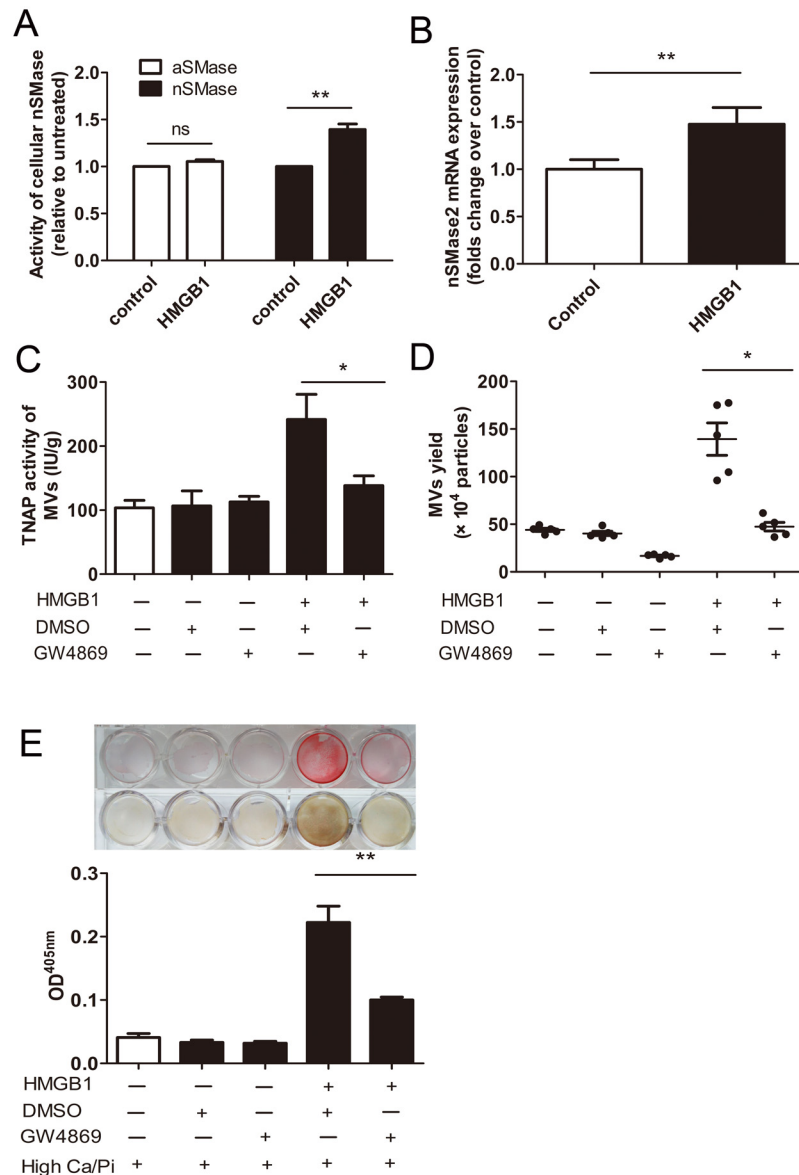 A
Activity of cellular nSMase
(relative to untreated)
2.0
1.5
1.0
0.5
0.0
aSMase
nSMase
ns
**
control
HMGB1
control
HMGB1
B
nSMase2 mRNA expression
(folds change over control)
2.0
1.5
1.0
0.5
0.0
**
Control
HMGB1
C
TNAP activity of
MVs (IU/g)
300
200
100
0
*
HMGB1 — — — + +
DMSO — + — + —
GW4869 — — + — +
D
MVs yield
(× 10⁴ particles)
200
150
100
50
0
*
HMGB1 — — — + +
DMSO — + — + —
GW4869 — — + — +
E
OD405nm
0.3
0.2
0.1
0.0
**
HMGB1 — — — + +
DMSO — + — + —
GW4869 — — + — +
High Ca/Pi + + + + +